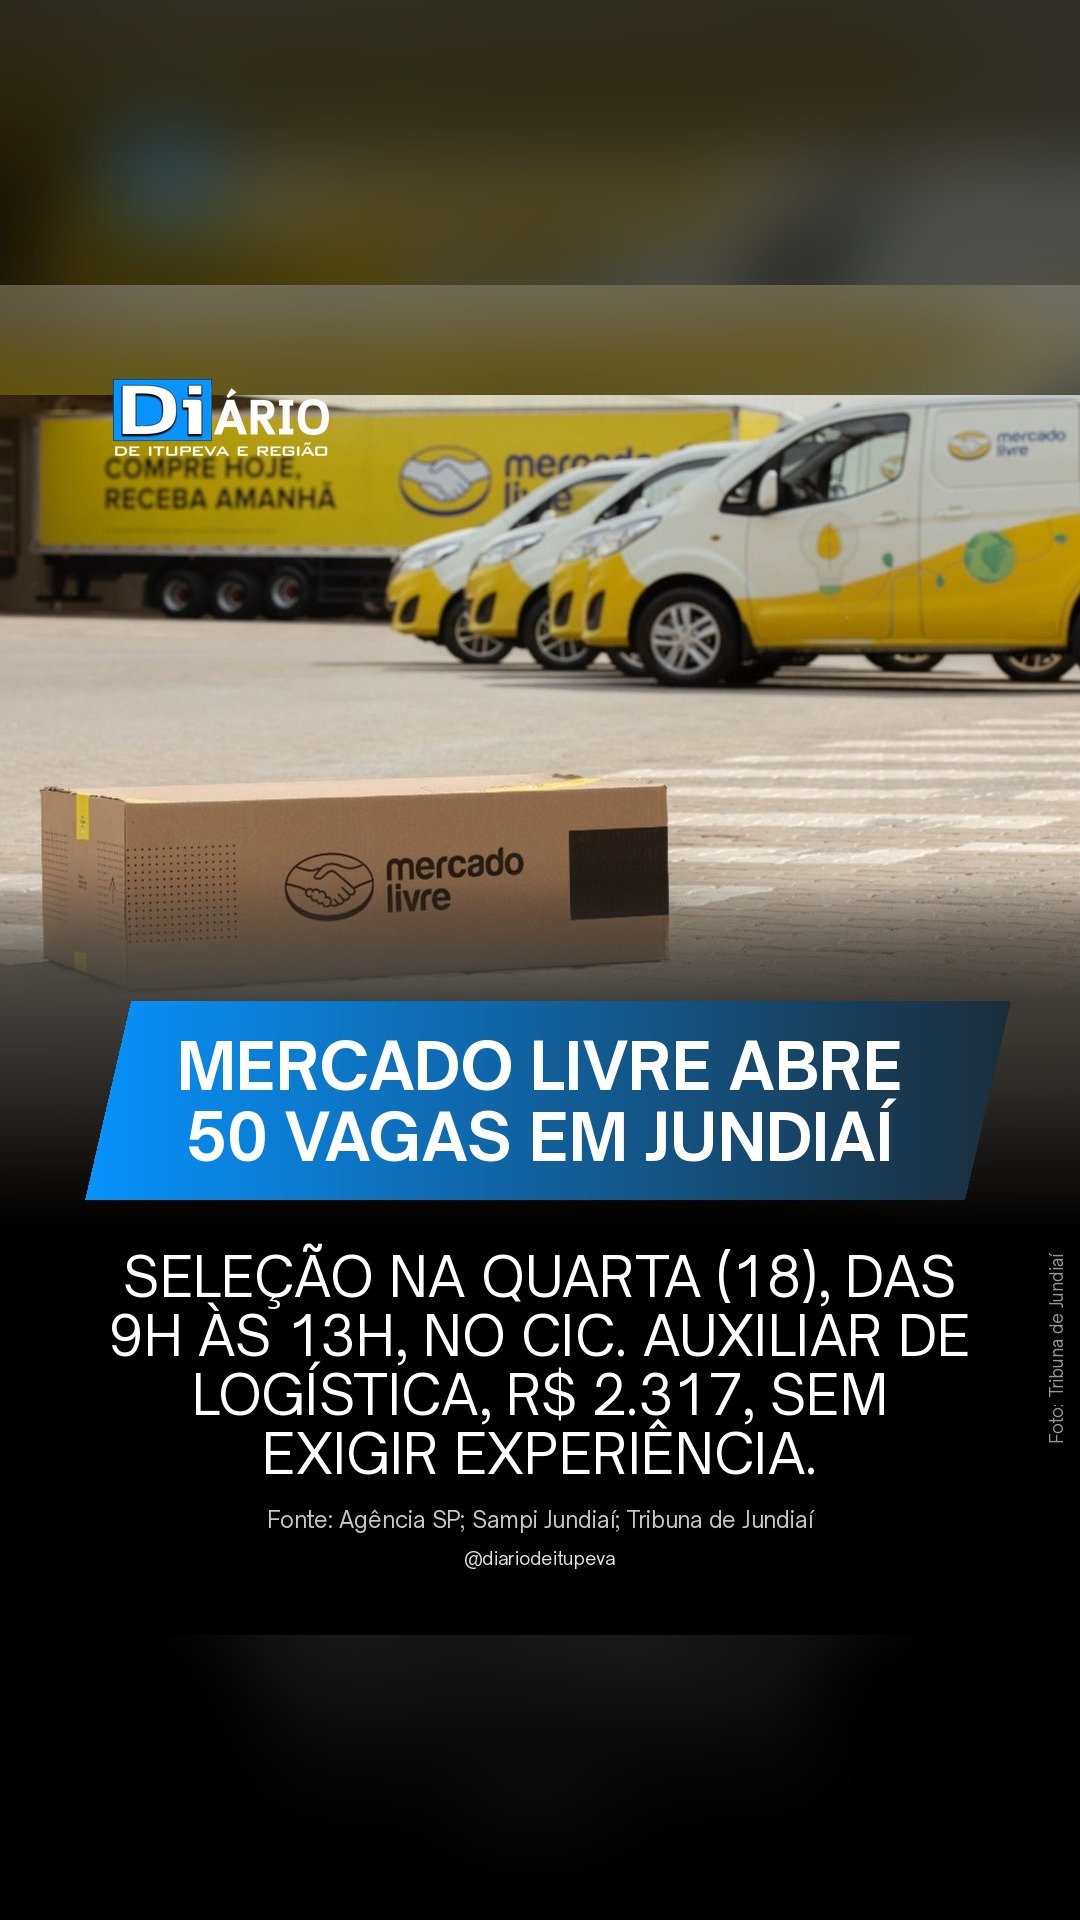 DiÁRIO
DE ITUPEVA E REGIÃO
COMPRE HOJE,
RECEBA AMANHÃ
mercado
livre
mercado
livre
mercado
livre
MERCADO LIVRE ABRE
50 VAGAS EM JUNDIAÍ
SELEÇÃO NA QUARTA (18), DAS
9H ÀS 13H, NO CIC. AUXILIAR DE
LOGÍSTICA, R$ 2.317, SEM
EXIGIR EXPERIÊNCIA.
Foto: Tribuna de Jundiaí
Fonte: Agência SP; Sampi Jundiaí; Tribuna de Jundiaí
@diariodeitupeva